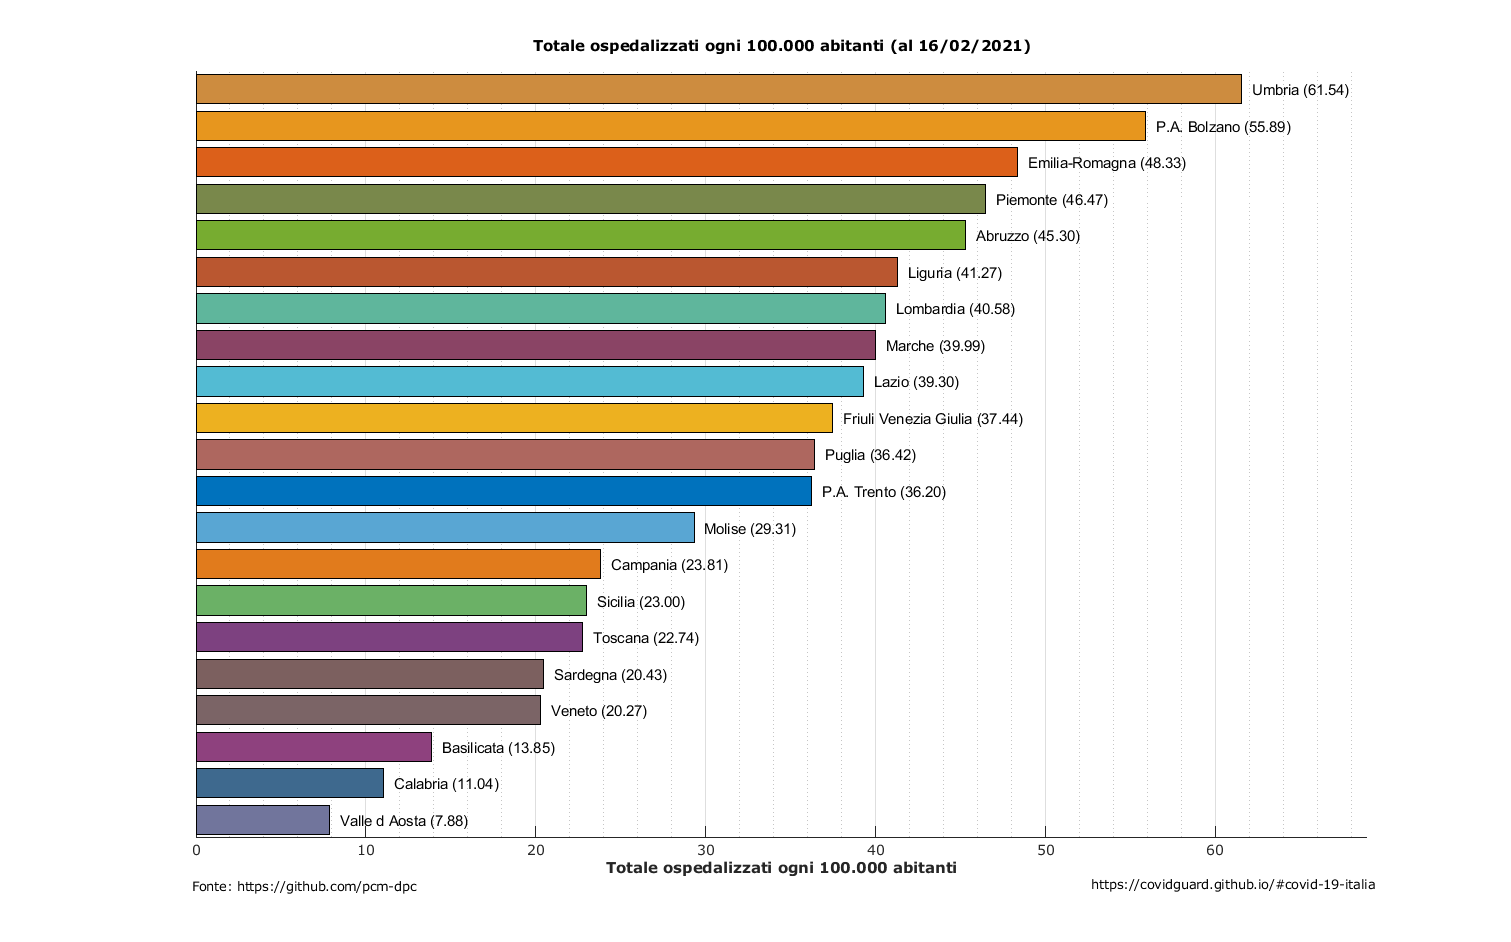 Totale ospedalizzati ogni 100.000 abitanti (al 16/02/2021)
Umbria (61.54)
P.A. Bolzano (55.89)
Emilia-Romagna (48.33)
Piemonte (46.47)
Abruzzo (45.30)
Liguria (41.27)
Lombardia (40.58)
Marche (39.99)
Lazio (39.30)
Friuli Venezia Giulia (37.44)
Puglia (36.42)
P.A. Trento (36.20)
Molise (29.31)
Campania (23.81)
Sicilia (23.00)
Toscana (22.74)
Sardegna (20.43)
Veneto (20.27)
Basilicata (13.85)
Calabria (11.04)
Valle d Aosta (7.88)
0 10 20 30 40 50 60
Totale ospedalizzati ogni 100.000 abitanti
Fonte: https://github.com/pcm-dpc
https://covidguard.github.io/#covid-19-italia